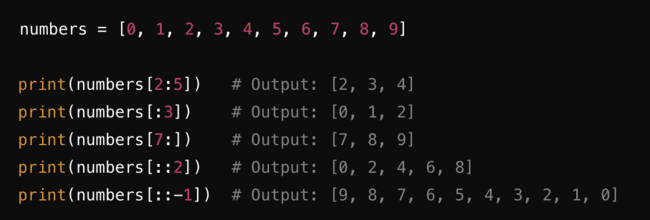 numbers = [0, 1, 2, 3, 4, 5, 6, 7, 8, 9]
print(numbers[2:5])   # Output: [2, 3, 4]
print(numbers[:3])    # Output: [0, 1, 2]
print(numbers[7:])    # Output: [7, 8, 9]
print(numbers[::2])   # Output: [0, 2, 4, 6, 8]
print(numbers[::-1])  # Output: [9, 8, 7, 6, 5, 4, 3, 2, 1, 0]